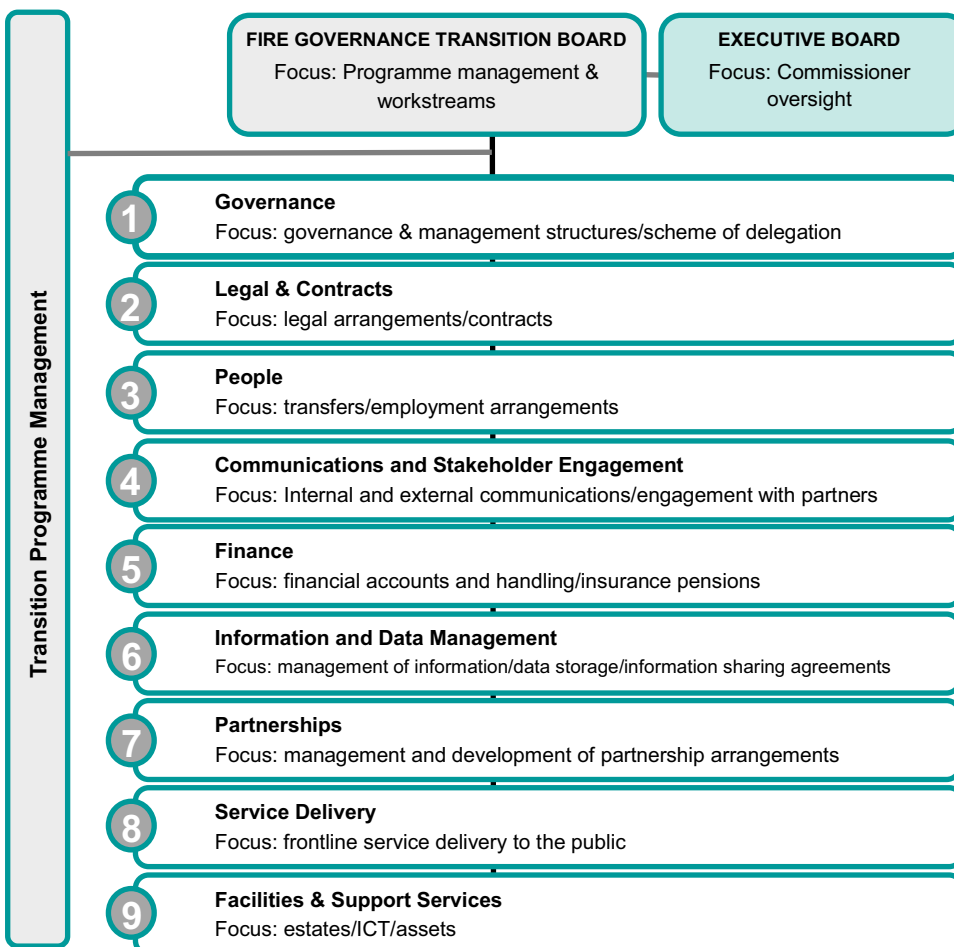 FIRE GOVERNANCE TRANSITION BOARD
Focus: Programme management &
workstreams
EXECUTIVE BOARD
Focus: Commissioner
oversight
Transition Programme Management
1
Governance
Focus: governance & management structures/scheme of delegation
2
Legal & Contracts
Focus: legal arrangements/contracts
3
People
Focus: transfers/employment arrangements
4
Communications and Stakeholder Engagement
Focus: Internal and external communications/engagement with partners
5
Finance
Focus: financial accounts and handling/insurance pensions
6
Information and Data Management
Focus: management of information/data storage/information sharing agreements
7
Partnerships
Focus: management and development of partnership arrangements
8
Service Delivery
Focus: frontline service delivery to the public
9
Facilities & Support Services
Focus: estates/ICT/assets